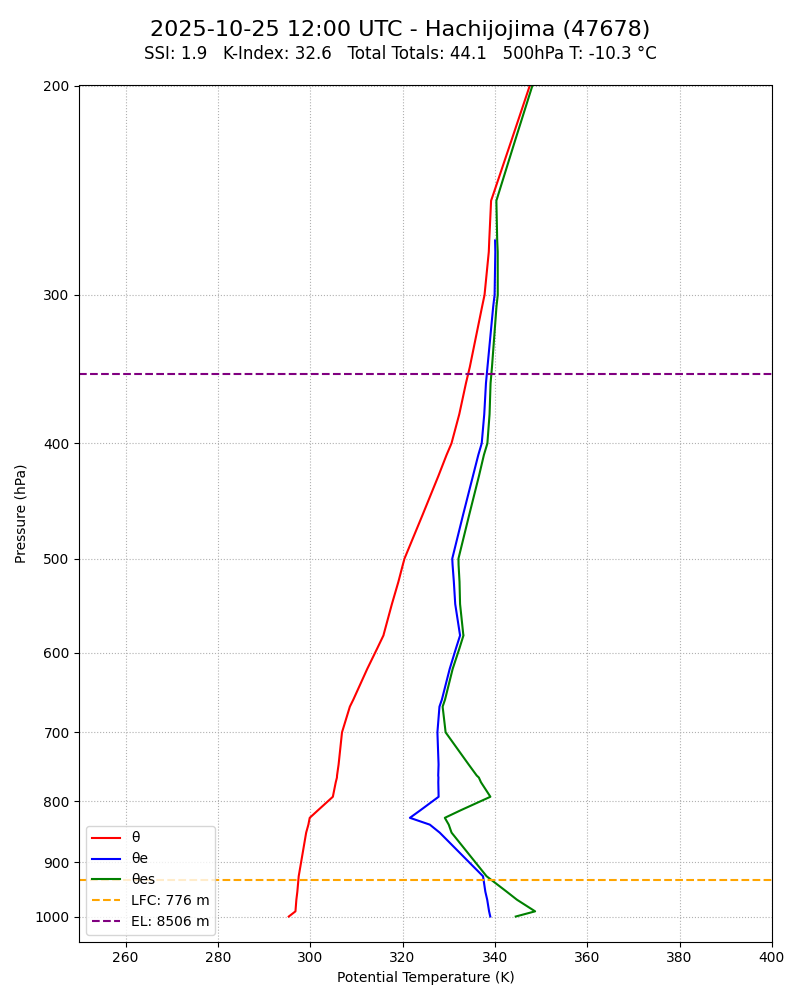 2025-10-25 12:00 UTC - Hachijojima (47678)
SSI: 1.9   K-Index: 32.6   Total Totals: 44.1   500hPa T: -10.3 °C
200
300
400
500
600
700
800
900
1000
Pressure (hPa)
θ
θe
θes
LFC: 776 m
EL: 8506 m
260 280 300 320 340 360 380 400
Potential Temperature (K)